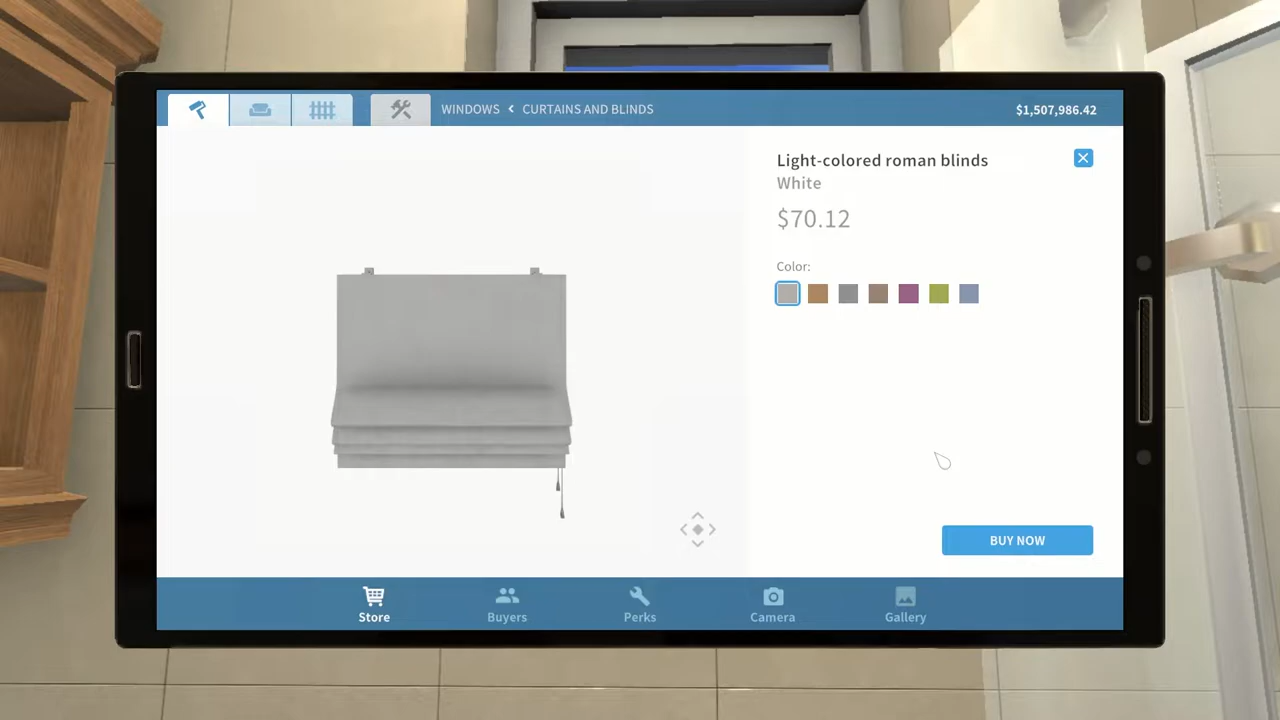 WINDOWS < CURTAINS AND BLINDS
$1,507,986.42
Light-colored roman blinds
White
$70.12
Color:
BUY NOW
Store
Buyers
Perks
Camera
Gallery